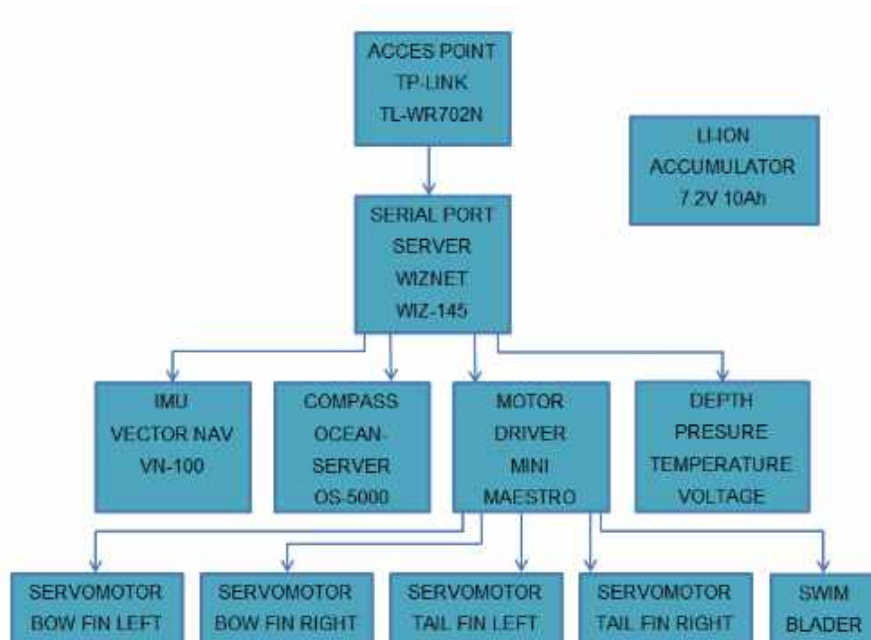 ACCES POINT
TP-LINK
TL-WR702N
LI-ION
ACCUMULATOR
7.2V 10Ah
SERIAL PORT
SERVER
WIZNET
WIZ-145
IMU
VECTOR NAV
VN-100
COMPASS
OCEAN-
SERVER
OS-5000
MOTOR
DRIVER
MINI
MAESTRO
DEPTH
PRESURE
TEMPERATURE
VOLTAGE
SERVOMOTOR
BOW FIN LEFT
SERVOMOTOR
BOW FIN RIGHT
SERVOMOTOR
TAIL FIN LEFT
SERVOMOTOR
TAIL FIN RIGHT
SWIM
BLADER